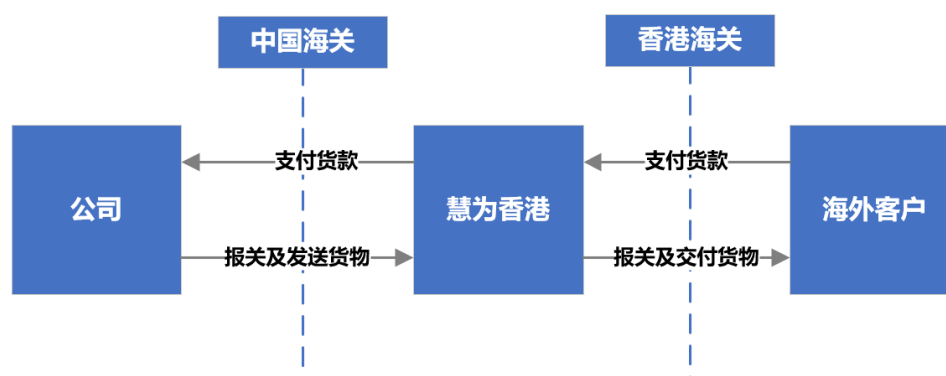 中国海关
香港海关
支付货款
支付货款
公司
慧为香港
海外客户
报关及发送货物
报关及交付货物